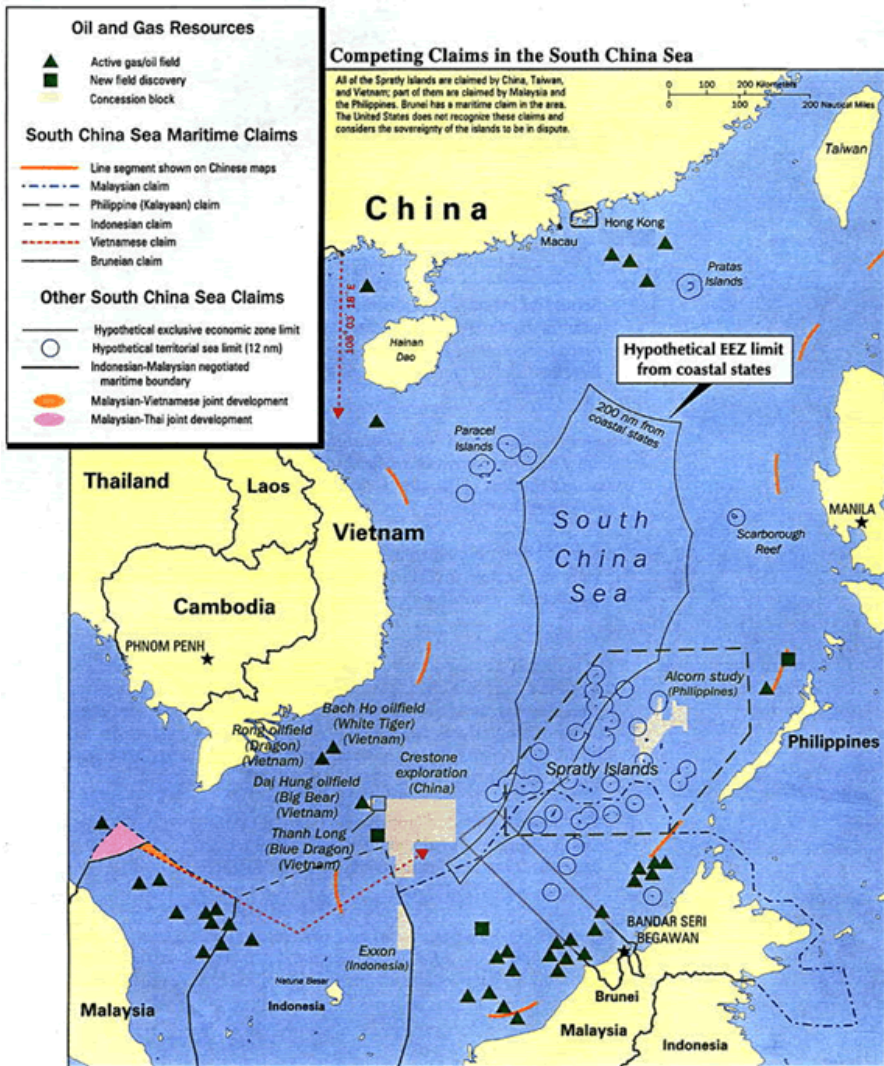 Oil and Gas Resources
Active gas/oil field
New field discovery
Concession block
South China Sea Maritime Claims
Line segment shown on Chinese maps
Malaysian claim
Philippine (Kalayaan) claim
Indonesian claim
Vietnamese claim
Bruneian claim
Other South China Sea Claims
Hypothetical exclusive economic zone limit
Hypothetical territorial sea limit (12 nm)
Indonesian-Malaysian negotiated
maritime boundary
Malaysian-Vietnamese joint development
Malaysian-Thai joint development
Competing Claims in the South China Sea
All of the Spratly Islands are claimed by China, Taiwan,
and Vietnam; part of them are claimed by Malaysia and
the Philippines. Brunei has a maritime claim in the area.
The United States does not recognize these claims and
considers the sovereignty of the islands to be in dispute.
0 100 200 Kilometers
0 100 200 Nautical Miles
Taiwan
China
Hong Kong
Macau
Pratas
Islands
108° 03' 18" E
Hainan
Dao
Hypothetical EEZ limit
from coastal states
200 nm from
coastal states
Paracel
Islands
Thailand
Laos
Vietnam
South
China
Sea
MANILA
Scarborough
Reef
Cambodia
PHNOM PENH
Alcorn study
(Philippines)
Bach Hp oilfield
(White Tiger)
(Vietnam)
Rong oilfield
(Dragon)
(Vietnam)
Crestone
exploration
(China)
Philippines
Spratly Islands
Dai Hung oilfield
(Big Bear)
(Vietnam)
Thanh Long
(Blue Dragon)
(Vietnam)
BANDAR SERI
BEGAWAN
Exxon
(Indonesia)
Natuna Besar
Indonesia
Malaysia
Brunei
Malaysia
Indonesia